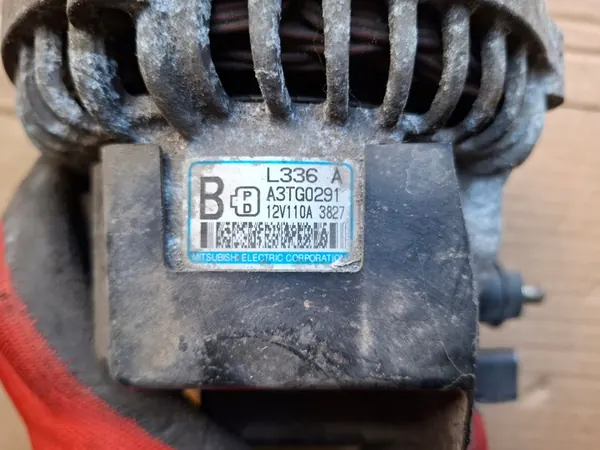 L336 A
B P D A3TG0291
12V110A 3827
MITSUBISHI ELECTRIC CORPORATION